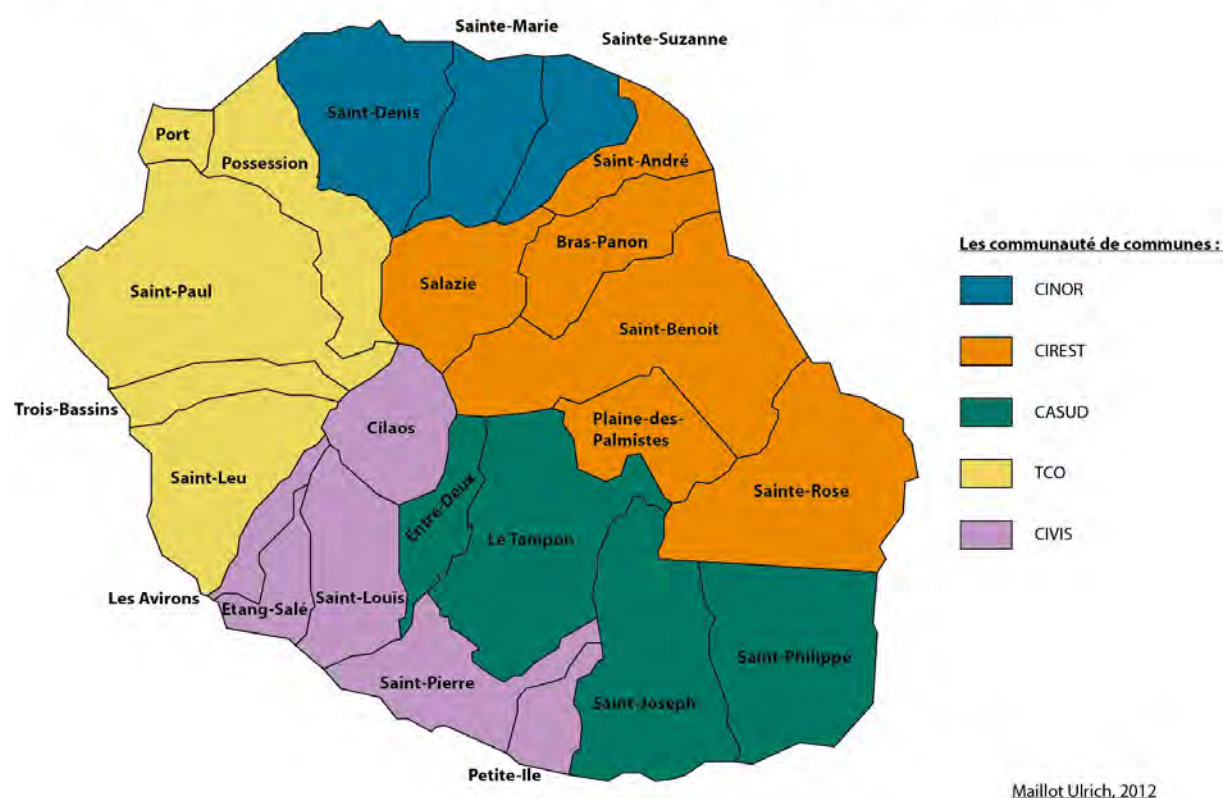 Sainte-Marie
Sainte-Suzanne
Saint-Denis
Port
Possession
Saint-André
Bras-Panon
Les communauté de communes :
Salazie
CINOR
Saint-Paul
Saint-Benoit
CIREST
Trois-Bassins
CASUD
Cilaos
Plaine-des-
Palmistes
Saint-Leu
TCO
Sainte-Rose
Entre-Deux
CIVIS
Le Tampon
Les Avirons
Etang-Salé
Saint-Louis
Saint-Philippe
Saint-Pierre
Saint-Joseph
Petite-Ile
Maillot Ulrich, 2012